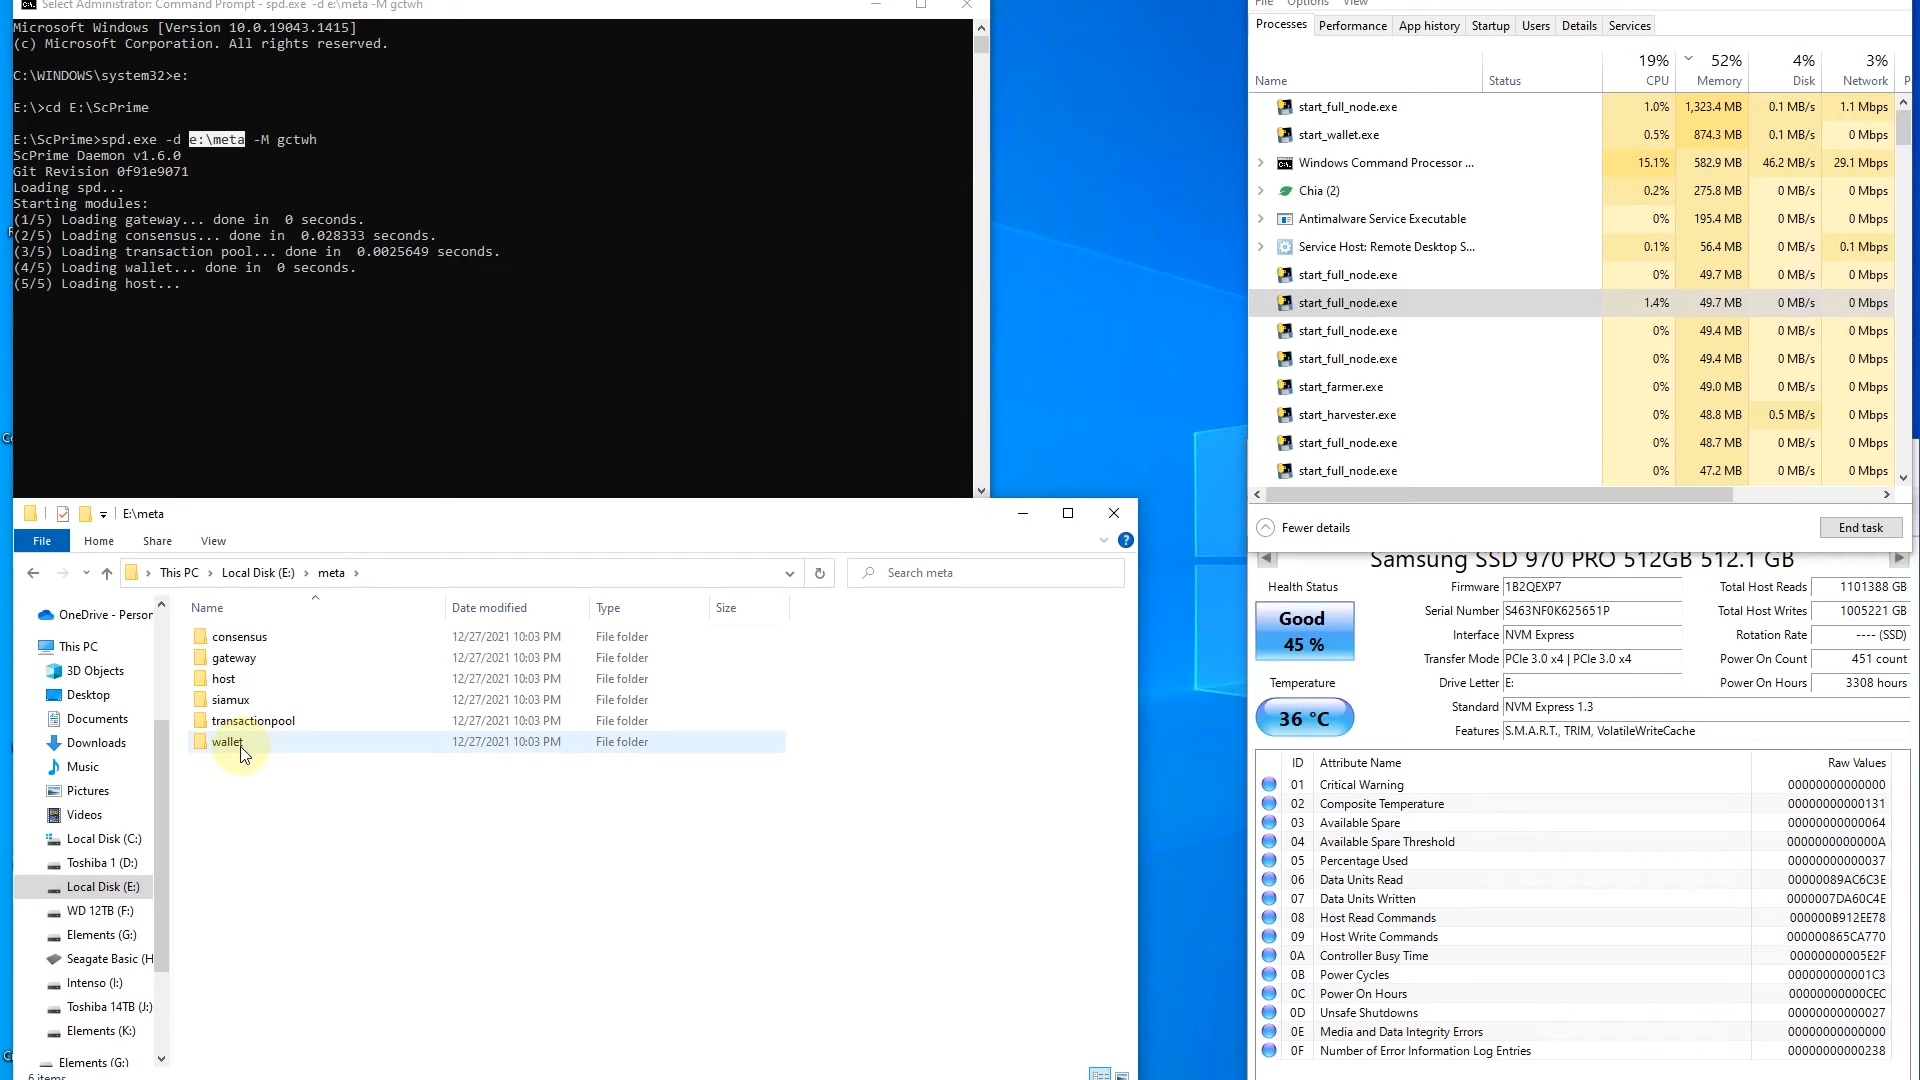 Select Administrator: Command Prompt - spd.exe -d e:\meta -M gctwh
Microsoft Windows [Version 10.0.19043.1415]
(c) Microsoft Corporation. All rights reserved.
C:\WINDOWS\system32>e:
E:\>cd E:\ScPrime
E:\ScPrime>spd.exe -d e:\meta -M gctwh
ScPrime Daemon v1.6.0
Git Revision 0f91e9071
Loading spd...
Starting modules:
(1/5) Loading gateway... done in 0 seconds.
(2/5) Loading consensus... done in 0.028333 seconds.
(3/5) Loading transaction pool... done in 0.0025649 seconds.
(4/5) Loading wallet... done in 0 seconds.
(5/5) Loading host...
File Options View
Processes Performance App history Startup Users Details Services
19% 52% 4% 3%
Name Status CPU Memory Disk Network P
start_full_node.exe 1.0% 1,323.4 MB 0.1 MB/s 1.1 Mbps
start_wallet.exe 0.5% 874.3 MB 0.1 MB/s 0 Mbps
Windows Command Processor ... 15.1% 582.9 MB 46.2 MB/s 29.1 Mbps
Chia (2) 0.2% 275.8 MB 0 MB/s 0 Mbps
Antimalware Service Executable 0% 195.4 MB 0 MB/s 0 Mbps
Service Host: Remote Desktop S... 0.1% 56.4 MB 0 MB/s 0.1 Mbps
start_full_node.exe 0% 49.7 MB 0 MB/s 0 Mbps
start_full_node.exe 1.4% 49.7 MB 0 MB/s 0 Mbps
start_full_node.exe 0% 49.4 MB 0 MB/s 0 Mbps
start_full_node.exe 0% 49.4 MB 0 MB/s 0 Mbps
start_farmer.exe 0% 49.0 MB 0 MB/s 0 Mbps
start_harvester.exe 0% 48.8 MB 0.5 MB/s 0 Mbps
start_full_node.exe 0% 48.7 MB 0 MB/s 0 Mbps
start_full_node.exe 0% 47.2 MB 0 MB/s 0 Mbps
Fewer details End task
E:\meta
File Home Share View
This PC Local Disk (E:) meta Search meta
OneDrive - Person
This PC
3D Objects
Desktop
Documents
Downloads
Music
Pictures
Videos
Local Disk (C:)
Toshiba 1 (D:)
Local Disk (E:)
WD 12TB (F:)
Elements (G:)
Seagate Basic (H
Intenso (I:)
Toshiba 14TB (J:)
Elements (K:)
Elements (G:)
6 items
Name Date modified Type Size
consensus 12/27/2021 10:03 PM File folder
gateway 12/27/2021 10:03 PM File folder
host 12/27/2021 10:03 PM File folder
siamux 12/27/2021 10:03 PM File folder
transactionpool 12/27/2021 10:03 PM File folder
wallet 12/27/2021 10:03 PM File folder
Samsung SSD 970 PRO 512GB 512.1 GB
Health Status
Good
45 %
Temperature
36 °C
Firmware 1B2QEXP7 Total Host Reads 1101388 GB
Serial Number S463NF0K625651P Total Host Writes 1005221 GB
Interface NVM Express Rotation Rate ---- (SSD)
Transfer Mode PCIe 3.0 x4 | PCIe 3.0 x4 Power On Count 451 count
Drive Letter E: Power On Hours 3308 hours
Standard NVM Express 1.3
Features S.M.A.R.T., TRIM, VolatileWriteCache
ID Attribute Name Raw Values
01 Critical Warning 00000000000000
02 Composite Temperature 00000000000131
03 Available Spare 00000000000064
04 Available Spare Threshold 0000000000000A
05 Percentage Used 00000000000037
06 Data Units Read 00000089AC6C3E
07 Data Units Written 0000007DA60C4E
08 Host Read Commands 000000B912EE78
09 Host Write Commands 000000865CA770
0A Controller Busy Time 00000000005E2F
0B Power Cycles 000000000001C3
0C Power On Hours 00000000000CEC
0D Unsafe Shutdowns 00000000000027
0E Media and Data Integrity Errors 00000000000000
0F Number of Error Information Log Entries 00000000000238